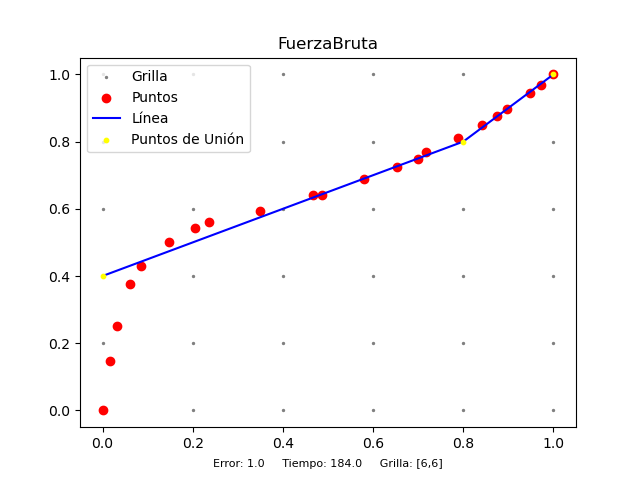 FuerzaBruta
Grilla
Puntos
Línea
Puntos de Unión
1.0
0.8
0.6
0.4
0.2
0.0
0.0 0.2 0.4 0.6 0.8 1.0
Error: 1.0 Tiempo: 184.0 Grilla: [6,6]